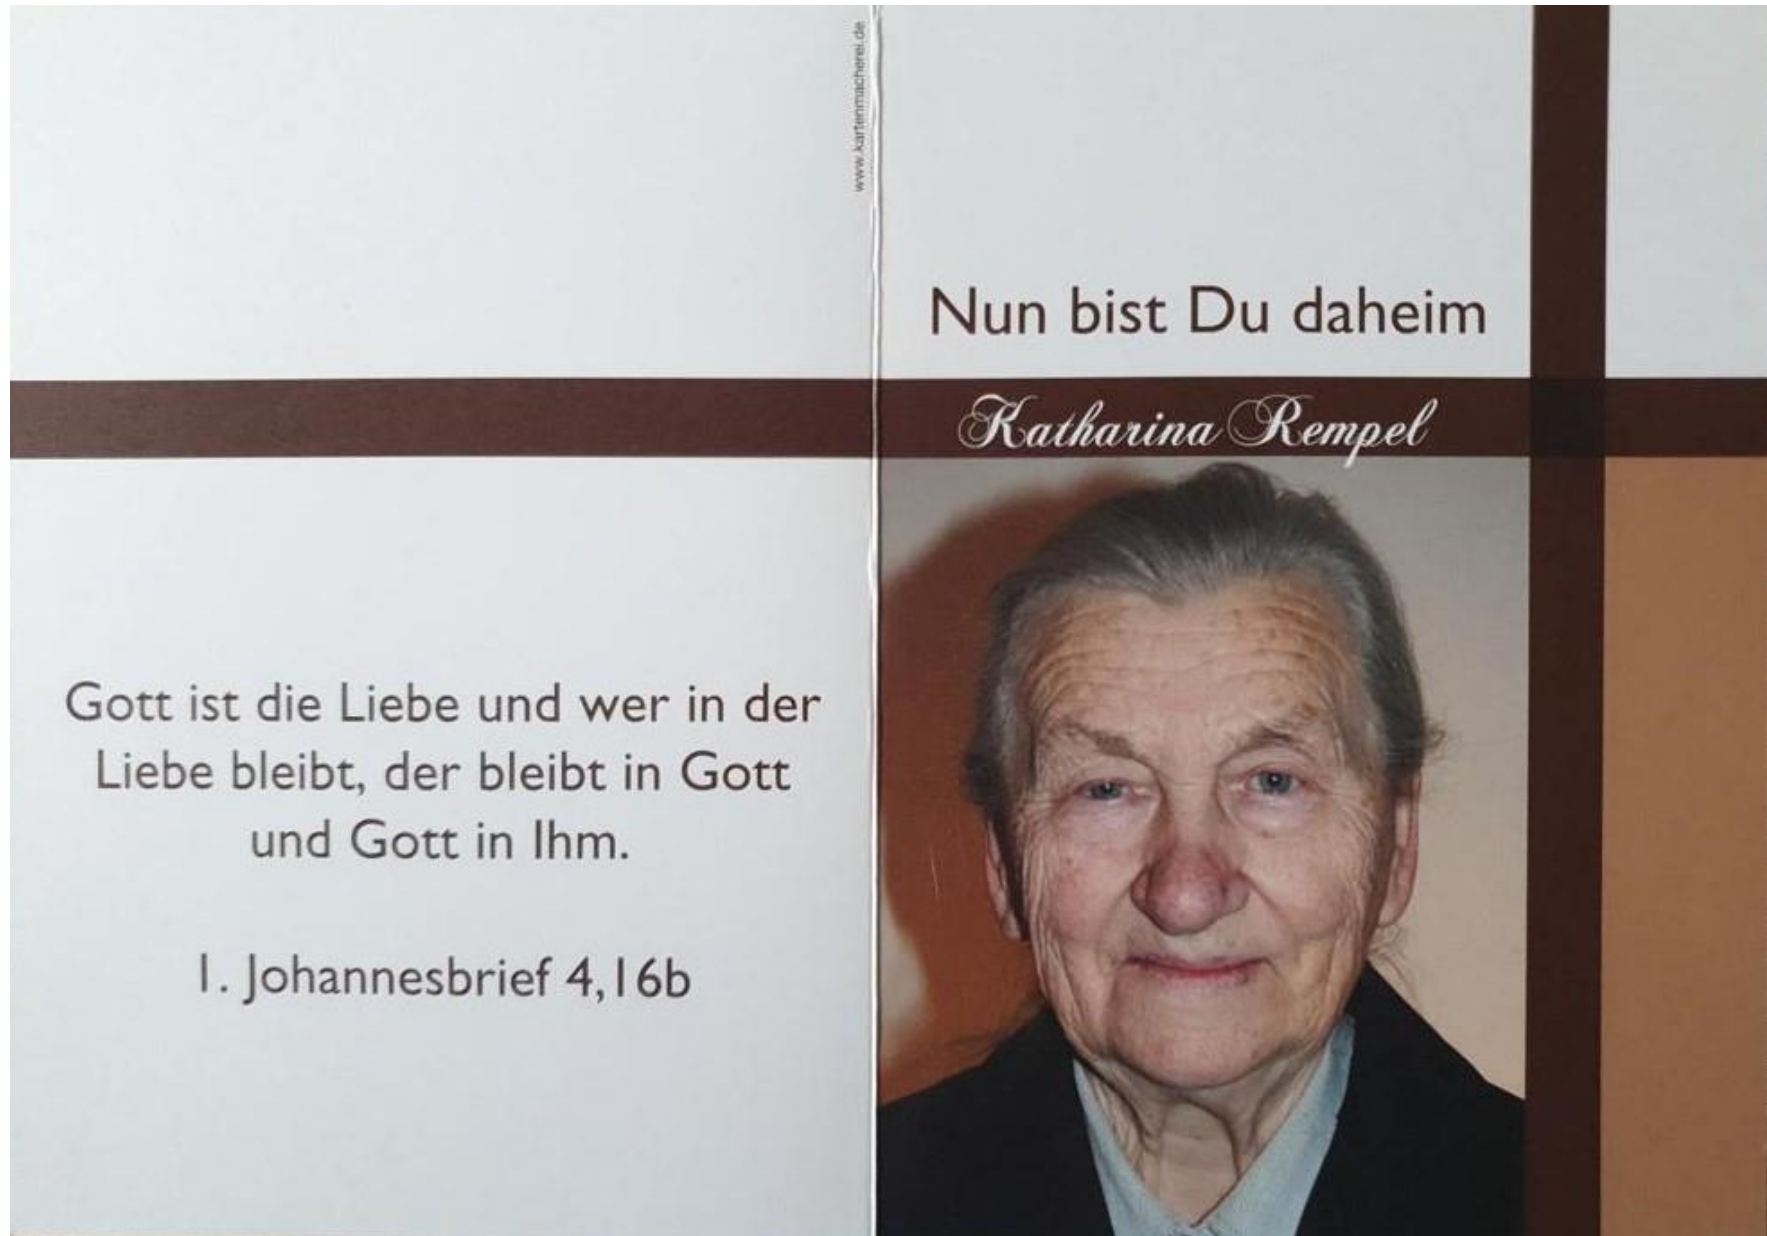 www.kartenmacherei.de
Gott ist die Liebe und wer in der
Liebe bleibt, der bleibt in Gott
und Gott in Ihm.
1. Johannesbrief 4,16b
Nun bist Du daheim
Katharina Rempel